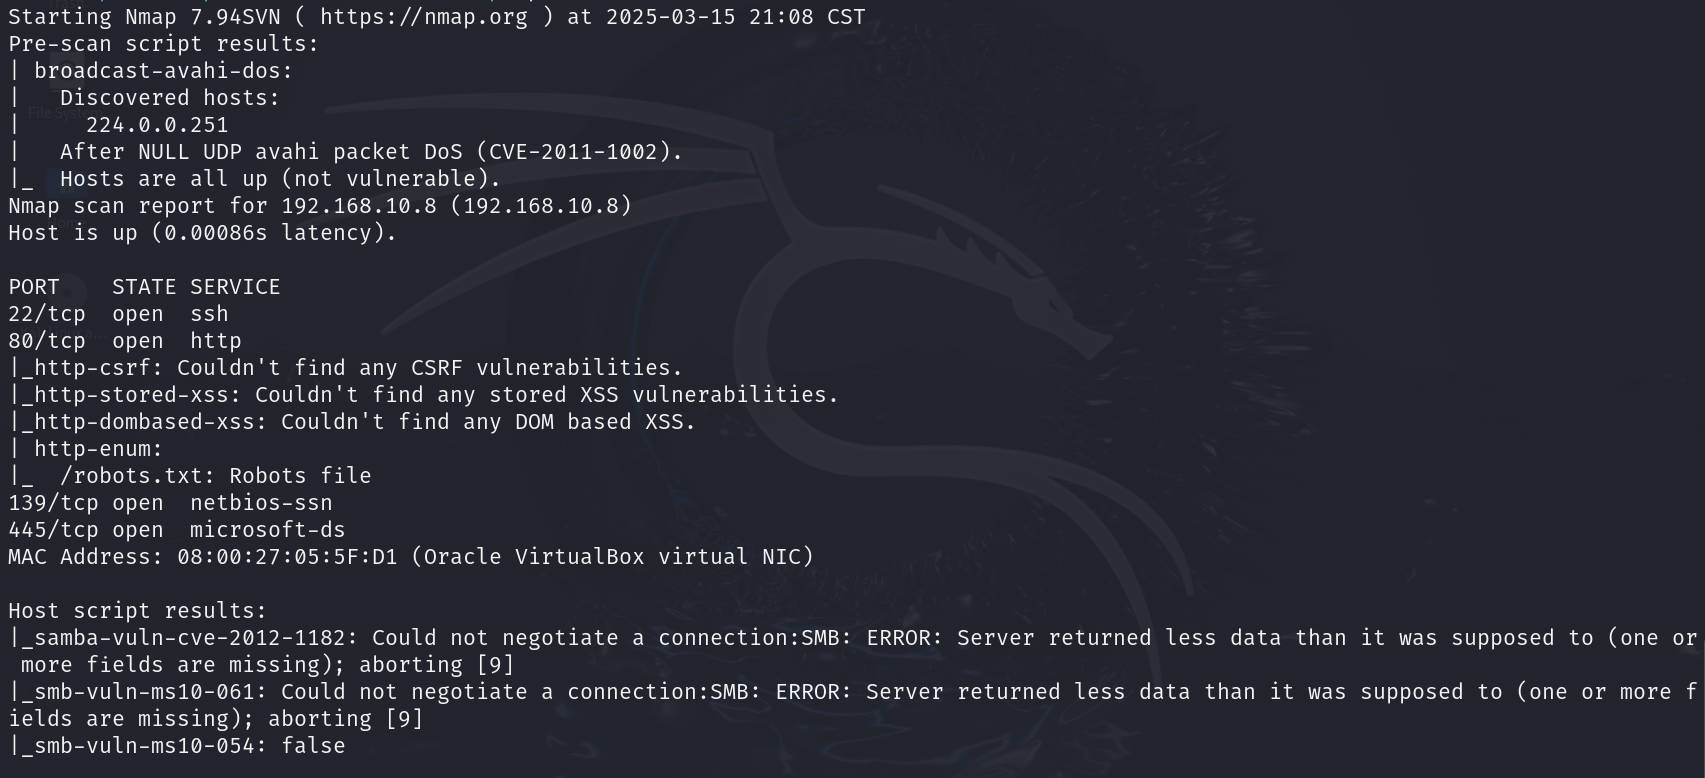 Starting Nmap 7.94SVN ( https://nmap.org ) at 2025-03-15 21:08 CST
Pre-scan script results:
| broadcast-avahi-dos:
|   Discovered hosts:
|     224.0.0.251
|   After NULL UDP avahi packet DoS (CVE-2011-1002).
|_  Hosts are all up (not vulnerable).
Nmap scan report for 192.168.10.8 (192.168.10.8)
Host is up (0.00086s latency).
PORT    STATE SERVICE
22/tcp  open  ssh
80/tcp  open  http
|_http-csrf: Couldn't find any CSRF vulnerabilities.
|_http-stored-xss: Couldn't find any stored XSS vulnerabilities.
|_http-dombased-xss: Couldn't find any DOM based XSS.
| http-enum:
|_  /robots.txt: Robots file
139/tcp open  netbios-ssn
445/tcp open  microsoft-ds
MAC Address: 08:00:27:05:5F:D1 (Oracle VirtualBox virtual NIC)
Host script results:
|_samba-vuln-cve-2012-1182: Could not negotiate a connection:SMB: ERROR: Server returned less data than it was supposed to (one or
 more fields are missing); aborting [9]
|_smb-vuln-ms10-061: Could not negotiate a connection:SMB: ERROR: Server returned less data than it was supposed to (one or more f
ields are missing); aborting [9]
|_smb-vuln-ms10-054: false